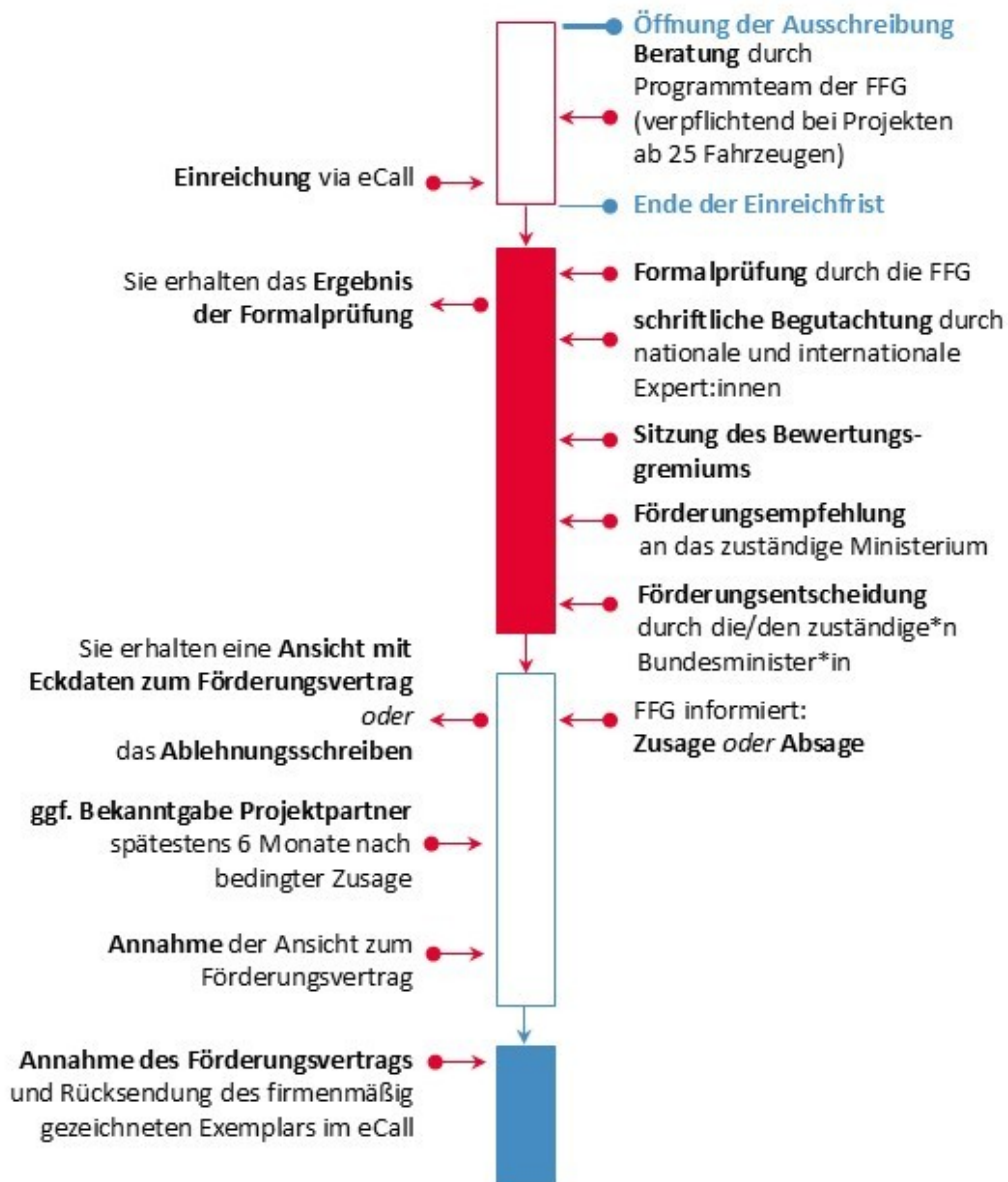 Öffnung der Ausschreibung
Beratung durch
Programmteam der FFG
(verpflichtend bei Projekten
ab 25 Fahrzeugen)
Einreichung via eCall
Ende der Einreichfrist
Formalprüfung durch die FFG
Sie erhalten das Ergebnis
der Formalprüfung
schriftliche Begutachtung durch
nationale und internationale
Expert:innen
Sitzung des Bewertungs-
gremiums
Förderungsempfehlung
an das zuständige Ministerium
Förderungsentscheidung
durch die/den zuständige*n
Bundesminister*in
Sie erhalten eine Ansicht mit
Eckdaten zum Förderungsvertrag
oder
das Ablehnungsschreiben
FFG informiert:
Zusage oder Absage
ggf. Bekanntgabe Projektpartner
spätestens 6 Monate nach
bedingter Zusage
Annahme der Ansicht zum
Förderungsvertrag
Annahme des Förderungsvertrags
und Rücksendung des firmenmäßig
gezeichneten Exemplars im eCall